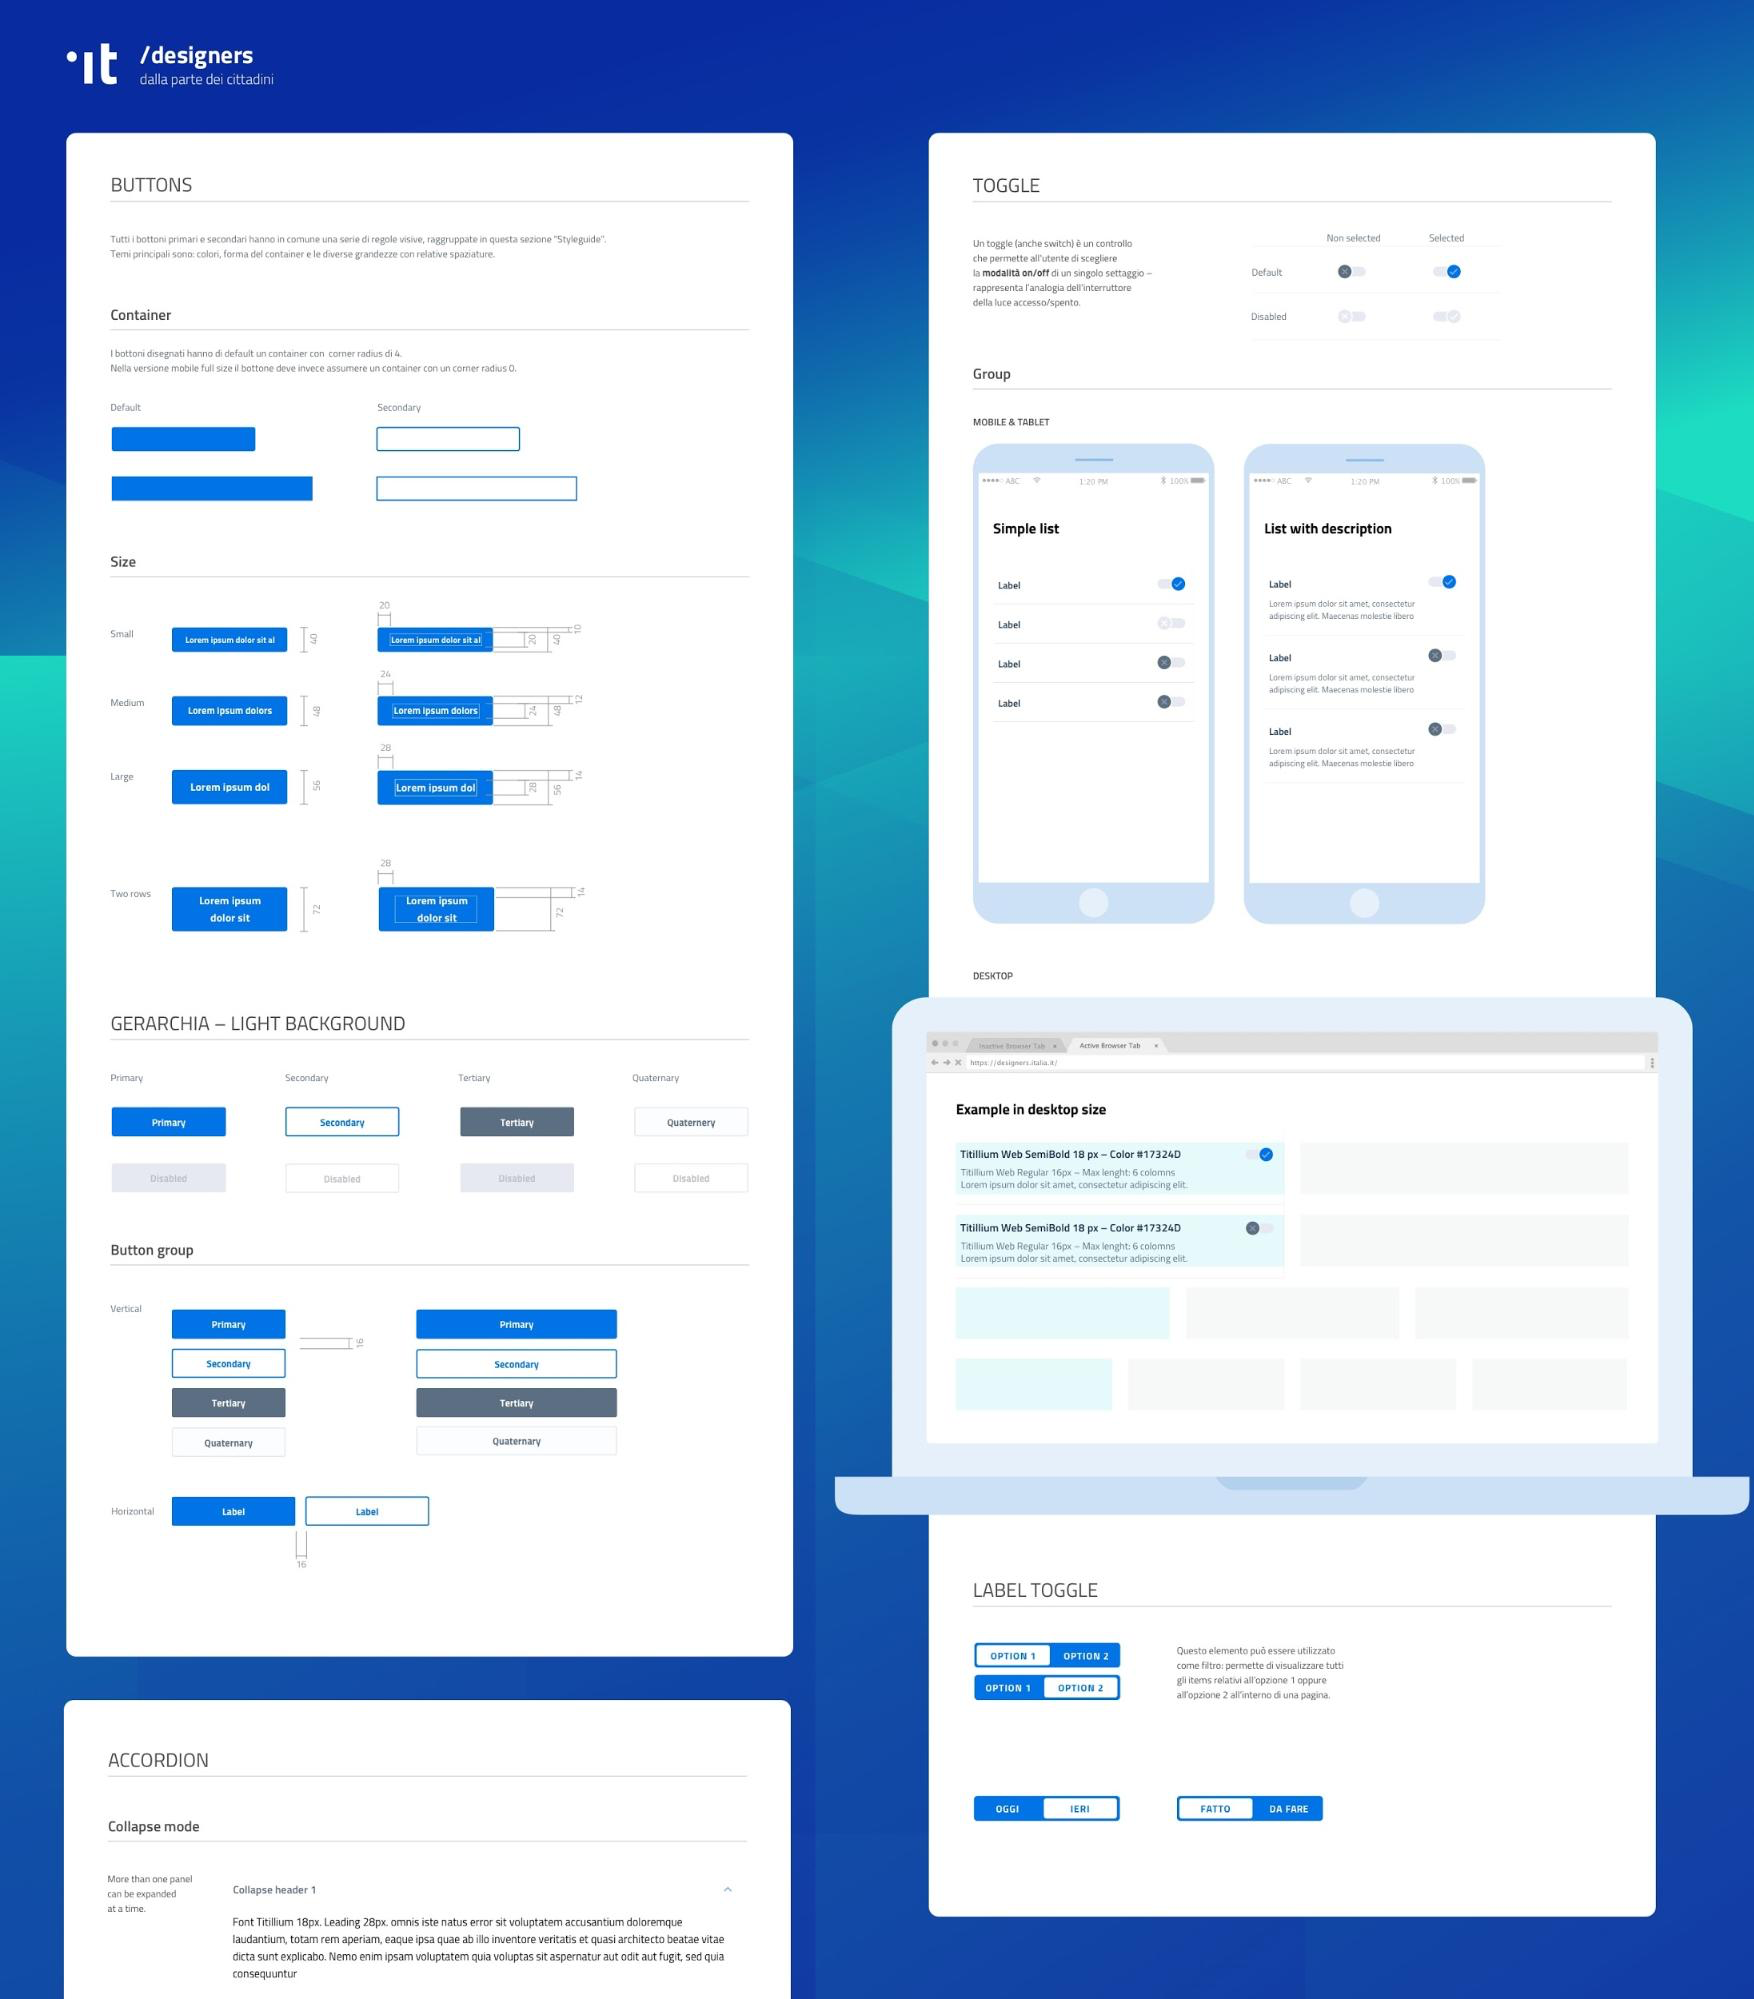 /designers
dalla parte dei cittadini
BUTTONS
Tutti i bottoni primari e secondari hanno in comune una serie di regole visive, raggruppate in questa sezione "Styleguide".
Temi principali sono: colori, forma del container e le diverse grandezze con relative spaziature.
Container
I bottoni disegnati hanno di default un container con corner radius di 4.
Nella versione mobile full size il bottone deve invece assumere un container con un corner radius 0.
Default
Secondary
Size
Small
Lorem ipsum dolor sit al
40
20
Lorem ipsum dolor sit al
20
40
10
Medium
Lorem ipsum dolors
48
24
Lorem ipsum dolors
24
48
12
Large
Lorem ipsum dol
56
28
Lorem ipsum dol
28
56
14
Two rows
Lorem ipsum
dolor sit
72
28
Lorem ipsum
dolor sit
72
14
GERARCHIA – LIGHT BACKGROUND
Primary
Secondary
Tertiary
Quaternary
Primary
Secondary
Tertiary
Quaternery
Disabled
Disabled
Disabled
Disabled
Button group
Vertical
Primary
Secondary
Tertiary
Quaternary
16
Primary
Secondary
Tertiary
Quaternary
Horizontal
Label
Label
16
ACCORDION
Collapse mode
More than one panel
can be expanded
at a time.
Collapse header 1
Font Titillium 18px. Leading 28px. omnis iste natus error sit voluptatem accusantium doloremque
laudantium, totam rem aperiam, eaque ipsa quae ab illo inventore veritatis et quasi architecto beatae vitae
dicta sunt explicabo. Nemo enim ipsam voluptatem quia voluptas sit aspernatur aut odit aut fugit, sed quia
consequuntur
TOGGLE
Un toggle (anche switch) è un controllo
che permette all'utente di scegliere
la modalità on/off di un singolo settaggio –
rappresenta l'analogia dell'interruttore
della luce accesso/spento.
Non selected
Selected
Default
Disabled
Group
MOBILE & TABLET
ABC
1:20 PM
100%
Simple list
Label
Label
Label
Label
ABC
1:20 PM
100%
List with description
Label
Lorem ipsum dolor sit amet, consectetur
adipiscing elit. Maecenas molestie libero
Label
Lorem ipsum dolor sit amet, consectetur
adipiscing elit. Maecenas molestie libero
Label
Lorem ipsum dolor sit amet, consectetur
adipiscing elit. Maecenas molestie libero
DESKTOP
Inactive Browser Tab
Active Browser Tab
https://designers.italia.it/
Example in desktop size
Titillium Web SemiBold 18 px – Color #17324D
Titillium Web Regular 16px – Max lenght: 6 colomns
Lorem ipsum dolor sit amet, consectetur adipiscing elit.
Titillium Web SemiBold 18 px – Color #17324D
Titillium Web Regular 16px – Max lenght: 6 colomns
Lorem ipsum dolor sit amet, consectetur adipiscing elit.
LABEL TOGGLE
OPTION 1 OPTION 2
OPTION 1 OPTION 2
Questo elemento può essere utilizzato
come filtro: permette di visualizzare tutti
gli items relativi all'opzione 1 oppure
all'opzione 2 all'interno di una pagina.
OGGI IERI
FATTO DA FARE